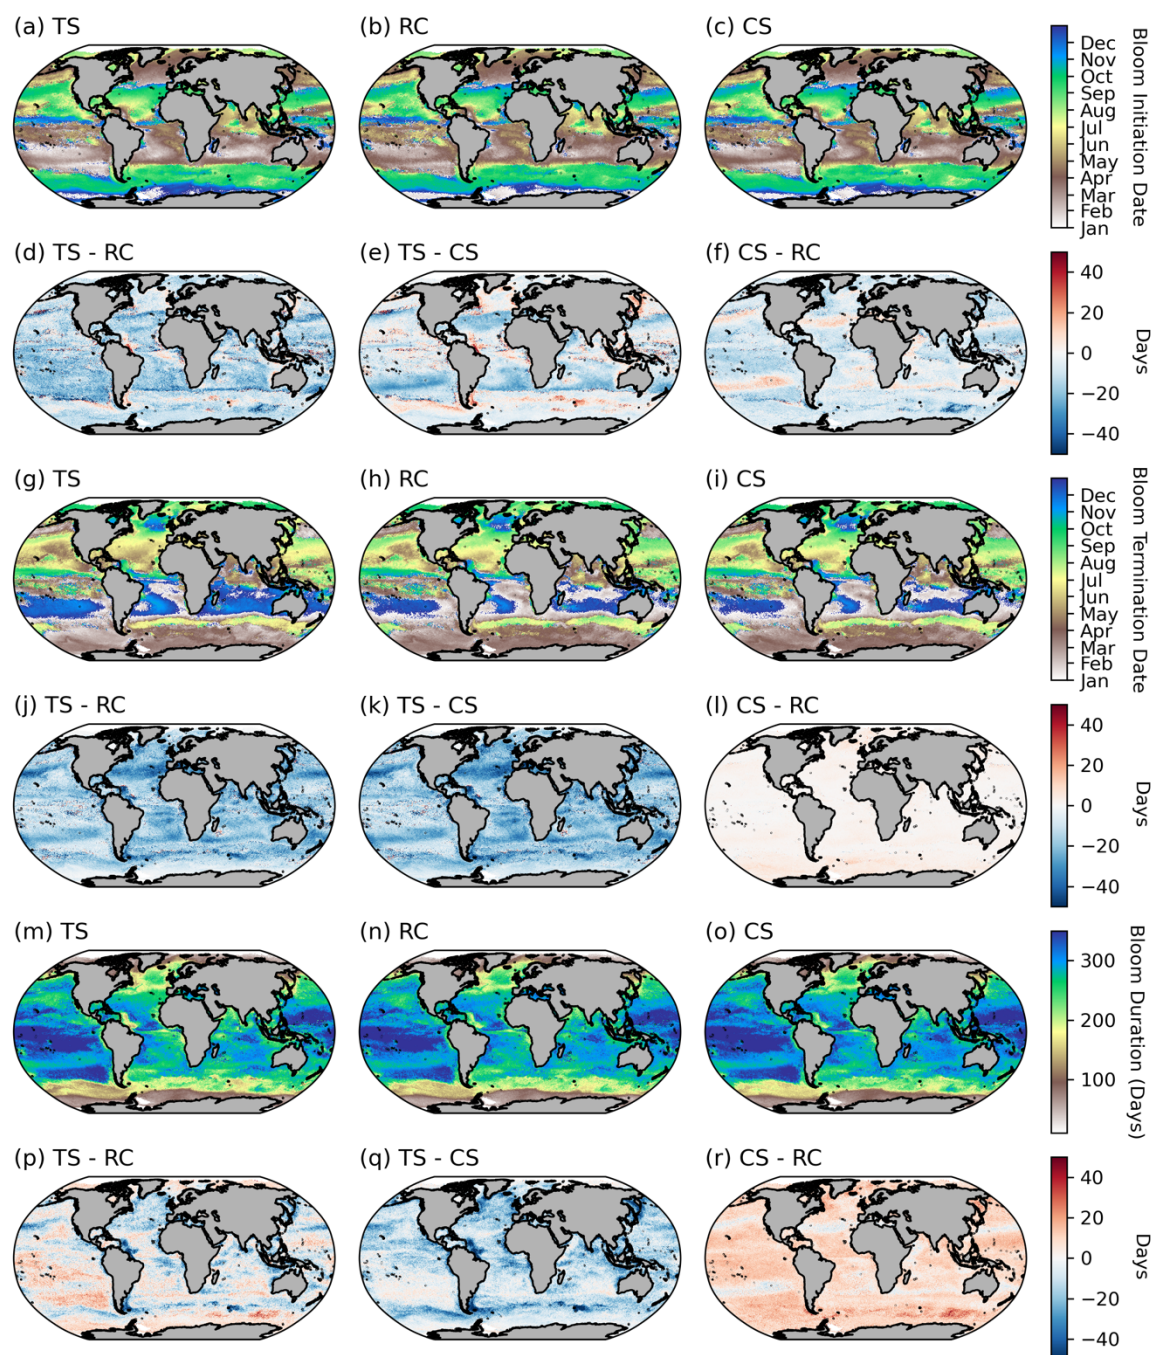 (a) TS
(b) RC
(c) CS
Dec
Nov
Oct
Sep
Aug
Jul
Jun
May
Apr
Mar
Feb
Jan
Bloom Initiation Date
(d) TS - RC
(e) TS - CS
(f) CS - RC
40
20
0
−20
−40
Days
(g) TS
(h) RC
(i) CS
Dec
Nov
Oct
Sep
Aug
Jul
Jun
May
Apr
Mar
Feb
Jan
Bloom Termination Date
(j) TS - RC
(k) TS - CS
(l) CS - RC
40
20
0
−20
−40
Days
(m) TS
(n) RC
(o) CS
300
200
100
Bloom Duration (Days)
(p) TS - RC
(q) TS - CS
(r) CS - RC
40
20
0
−20
−40
Days